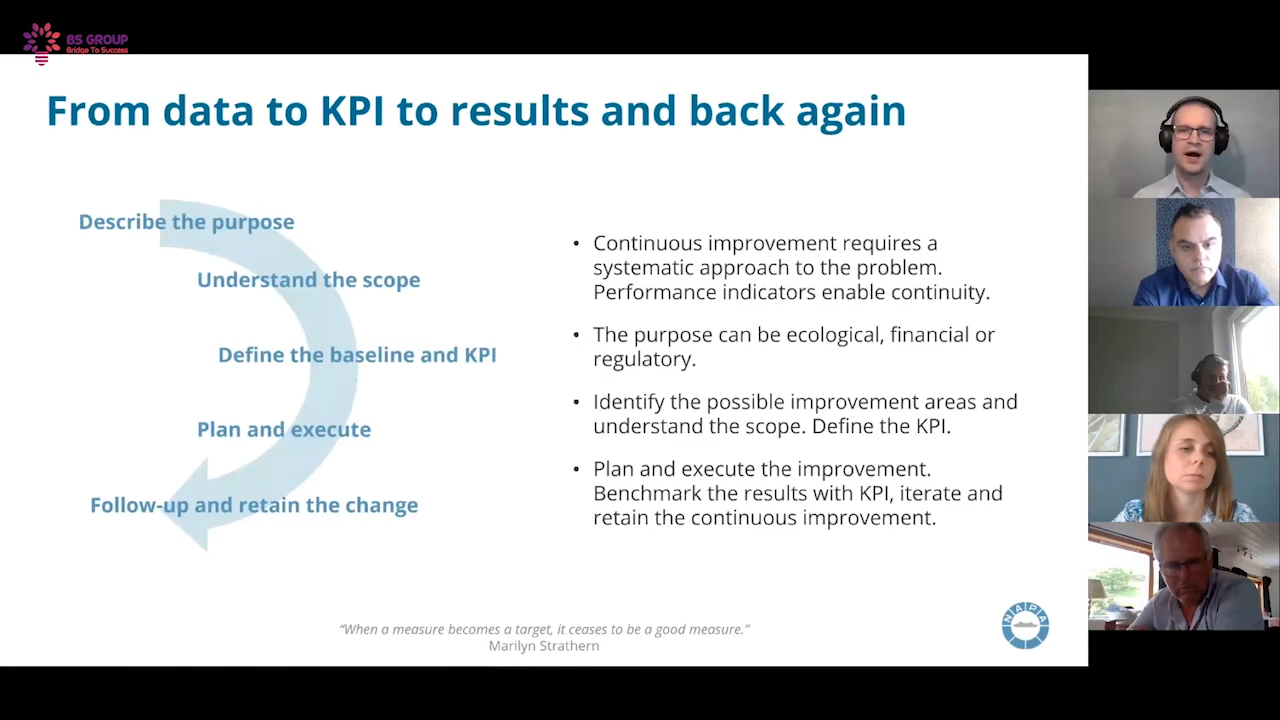 BS GROUP
Bridge To Success
From data to KPI to results and back again
Describe the purpose
Understand the scope
Define the baseline and KPI
Plan and execute
Follow-up and retain the change
• Continuous improvement requires a
systematic approach to the problem.
Performance indicators enable continuity.
• The purpose can be ecological, financial or
regulatory.
• Identify the possible improvement areas and
understand the scope. Define the KPI.
• Plan and execute the improvement.
Benchmark the results with KPI, iterate and
retain the continuous improvement.
“When a measure becomes a target, it ceases to be a good measure.”
Marilyn Strathern
NAPA